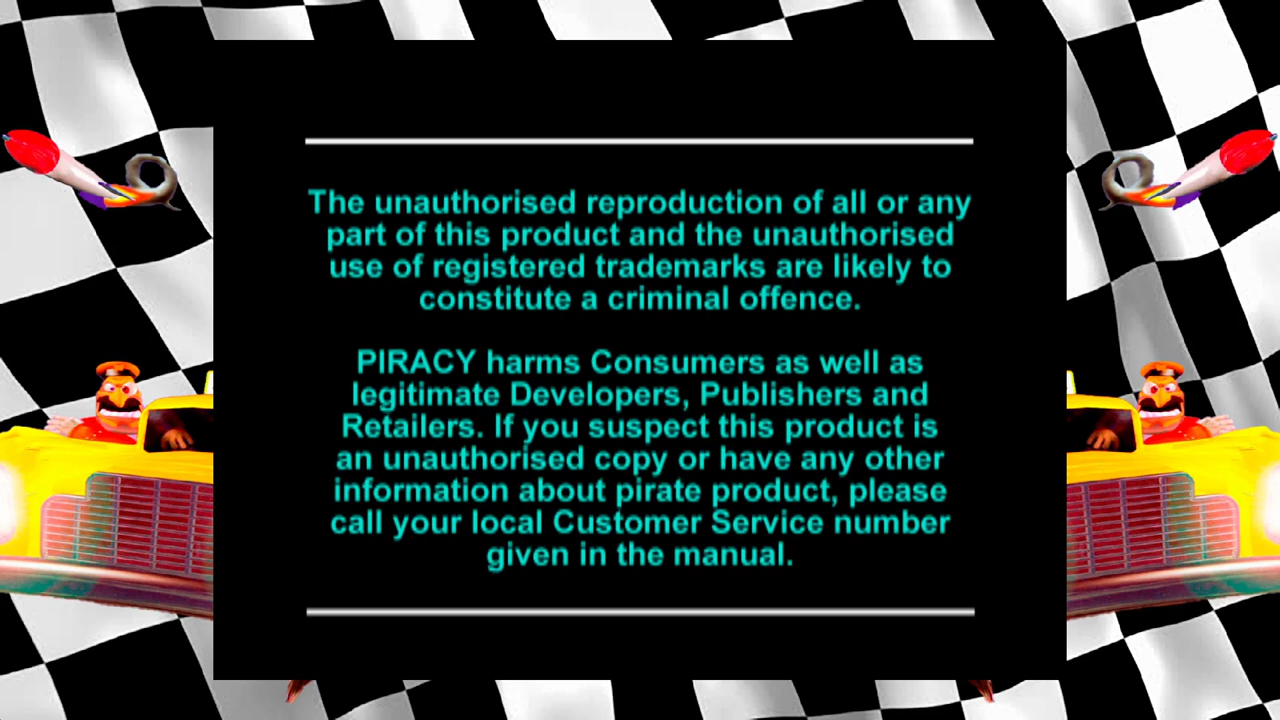 The unauthorised reproduction of all or any
part of this product and the unauthorised
use of registered trademarks are likely to
constitute a criminal offence.
PIRACY harms Consumers as well as
legitimate Developers, Publishers and
Retailers. If you suspect this product is
an unauthorised copy or have any other
information about pirate product, please
call your local Customer Service number
given in the manual.